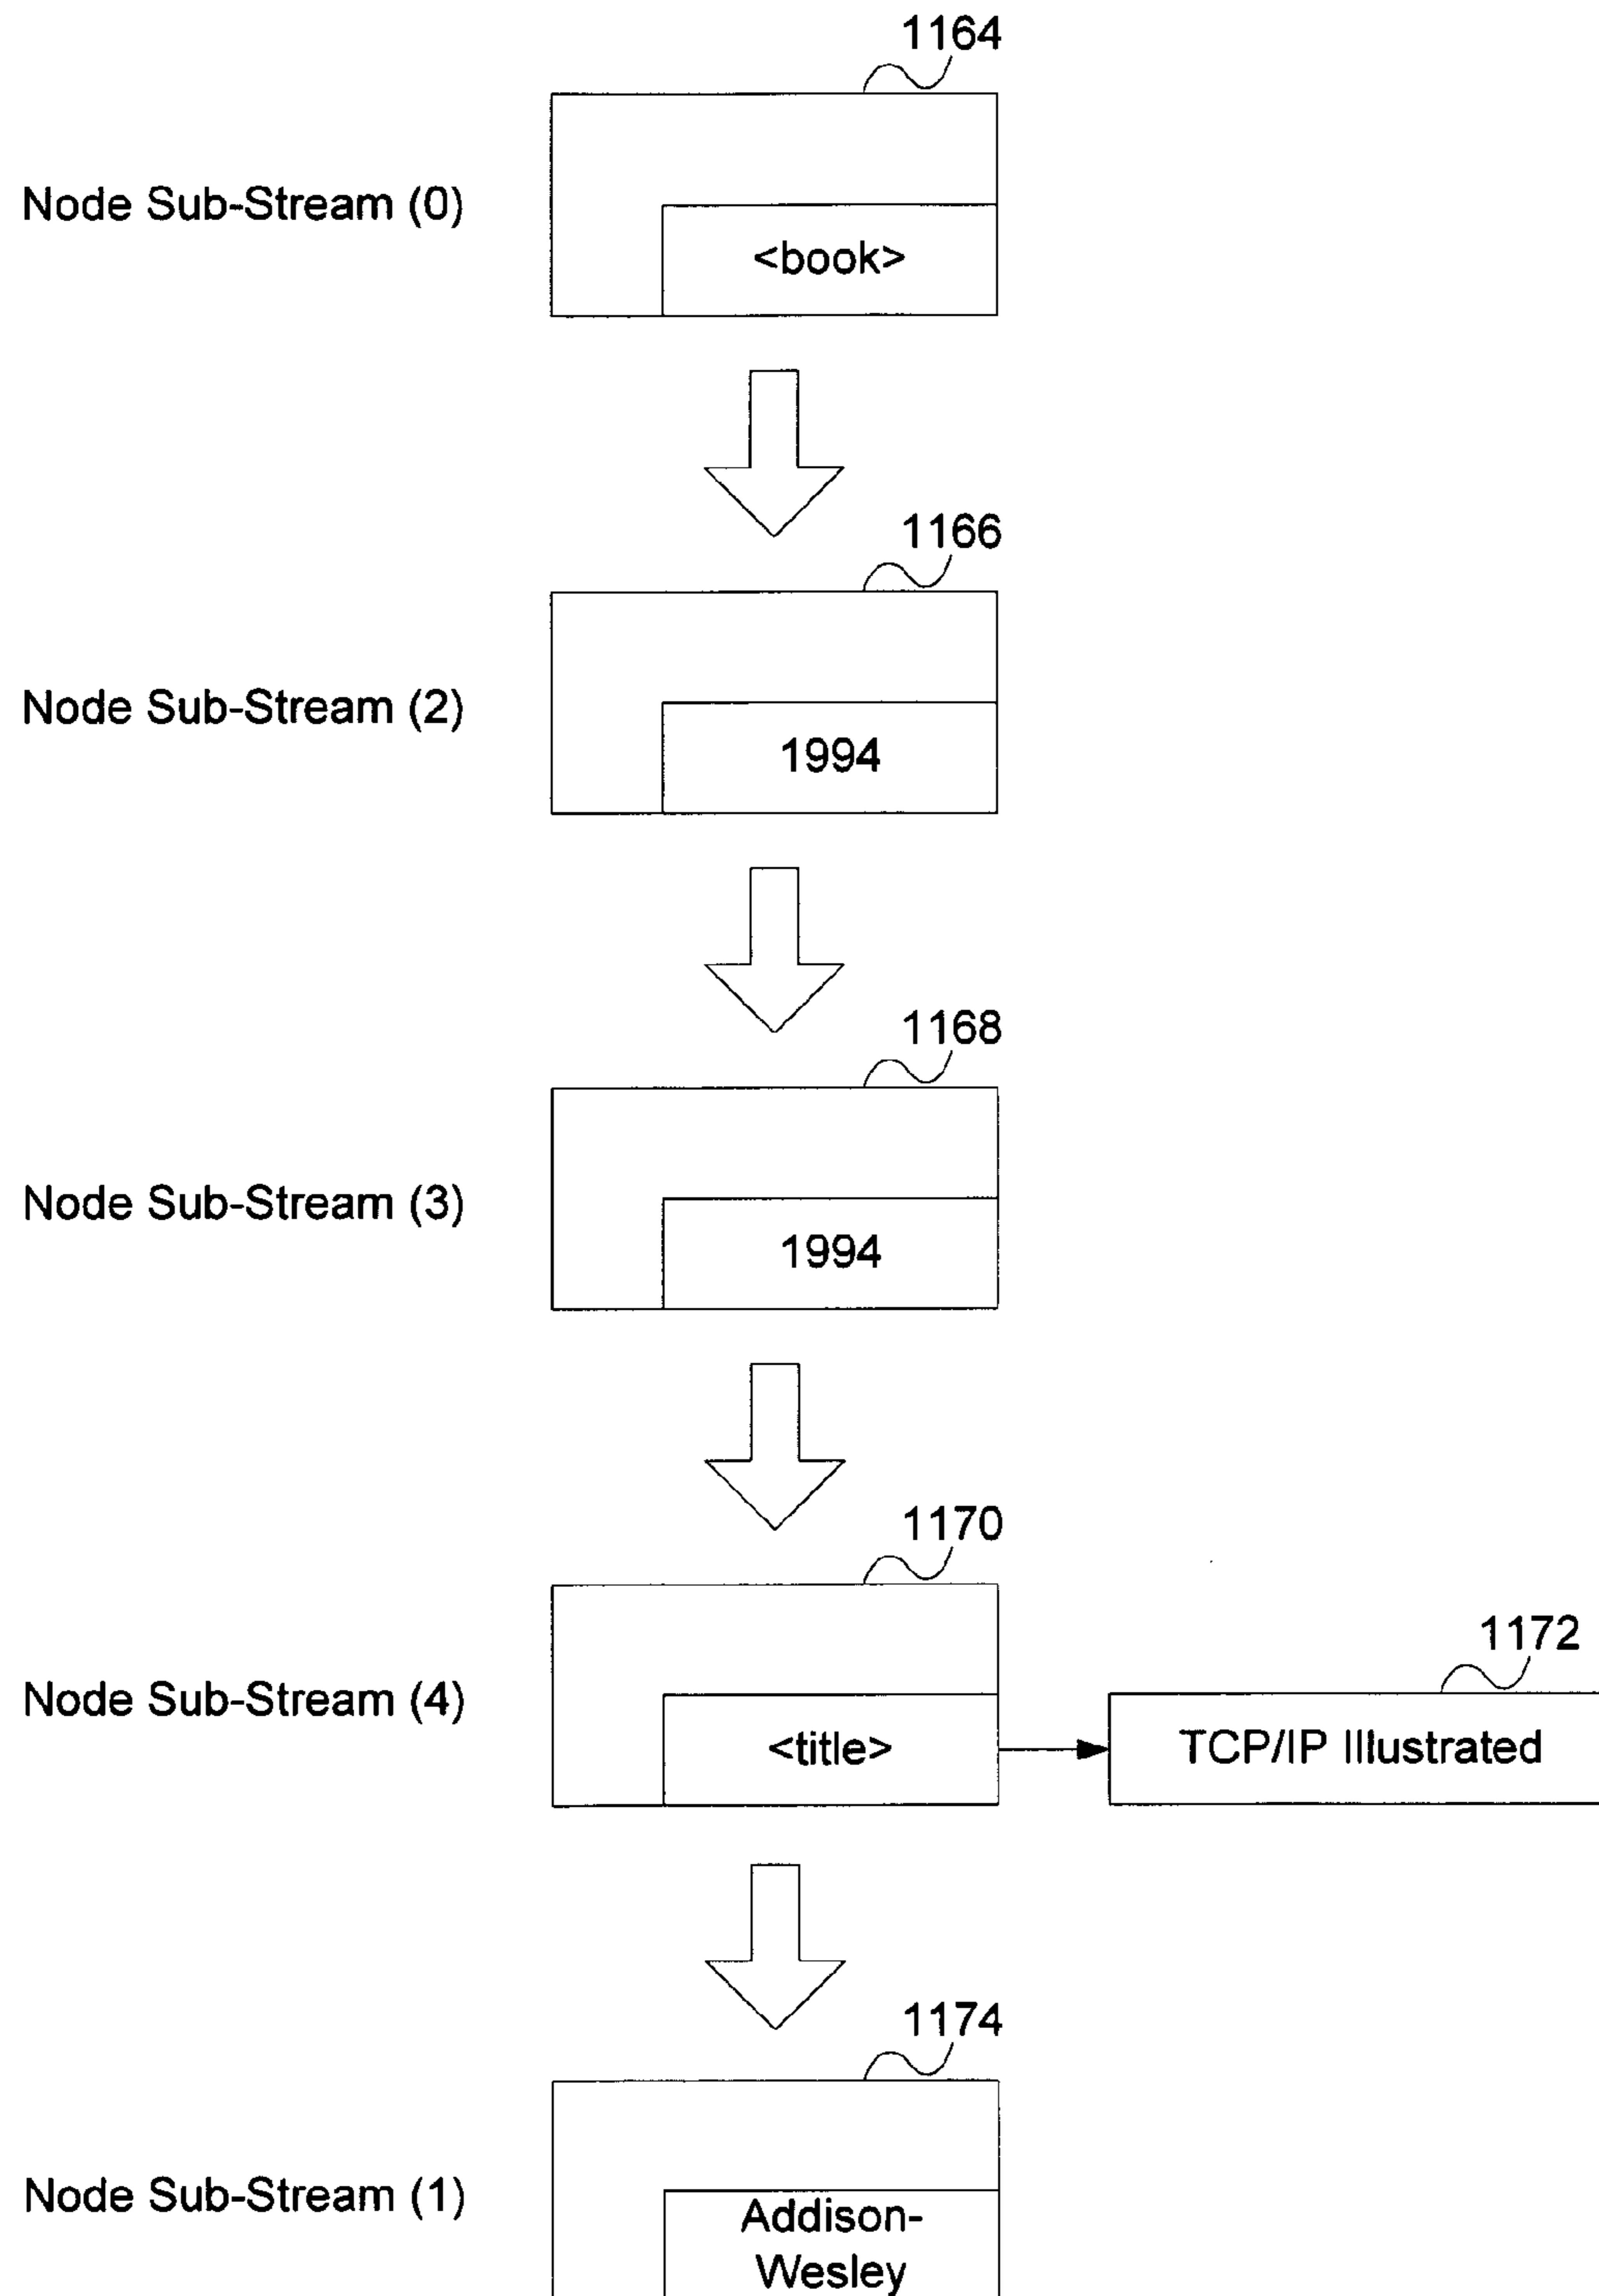 1164
Node Sub-Stream (0)
<book>
1166
Node Sub-Stream (2)
1994
1168
Node Sub-Stream (3)
1994
1170
1172
Node Sub-Stream (4)
<title>
TCP/IP Illustrated
1174
Node Sub-Stream (1)
Addison-
Wesley